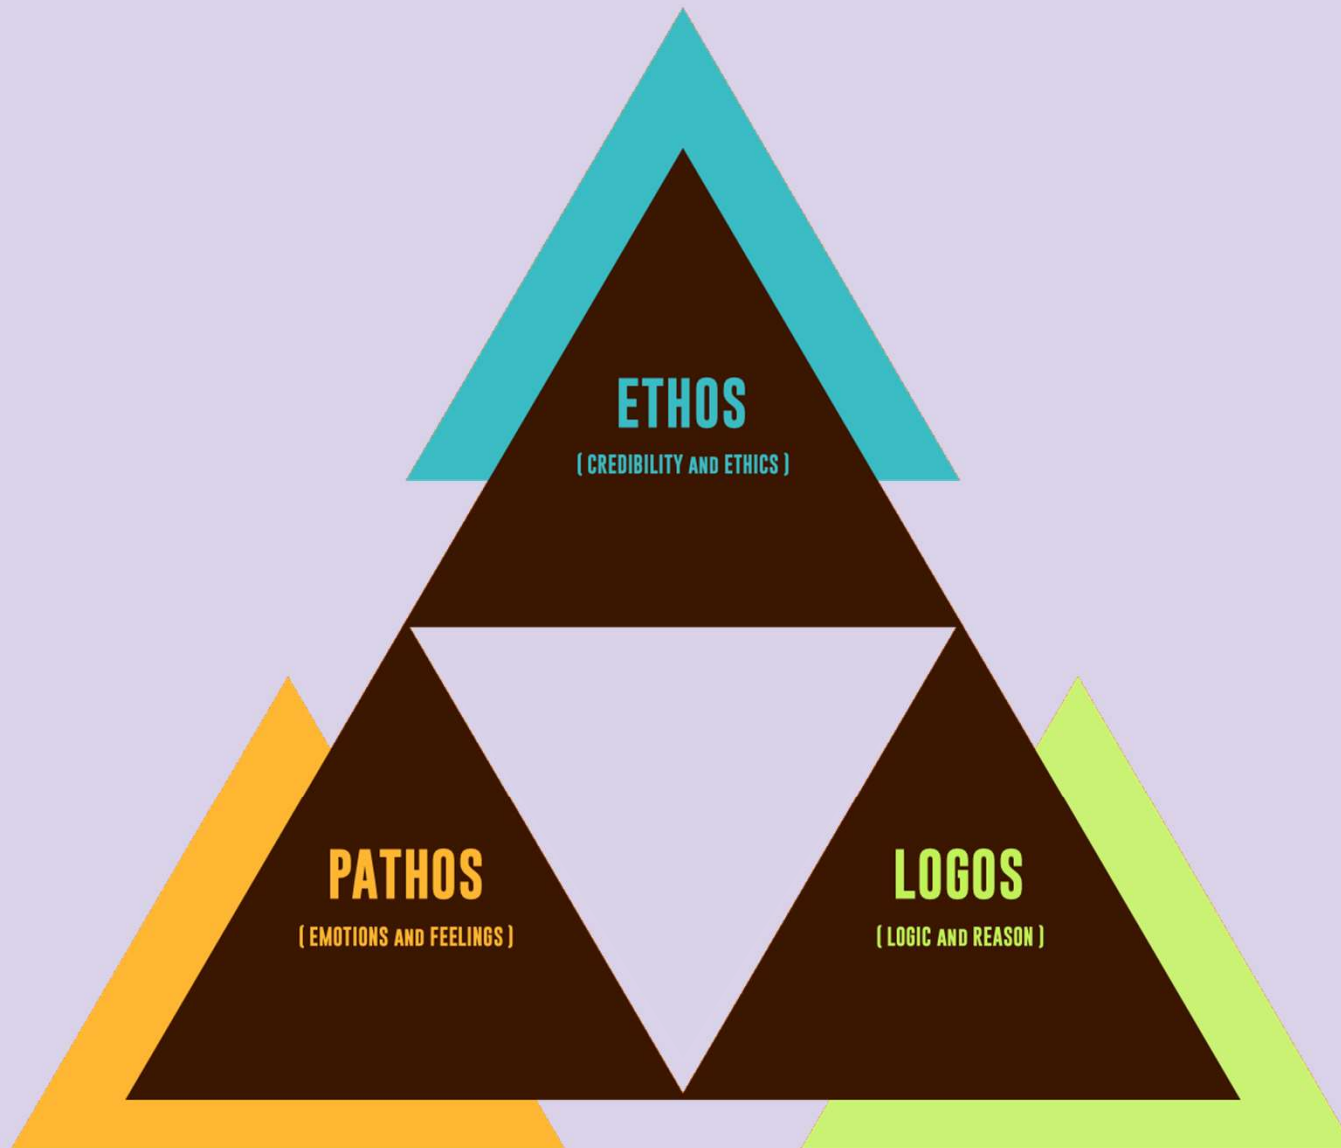 ETHOS
( CREDIBILITY AND ETHICS )
PATHOS
( EMOTIONS AND FEELINGS )
LOGOS
( LOGIC AND REASON )